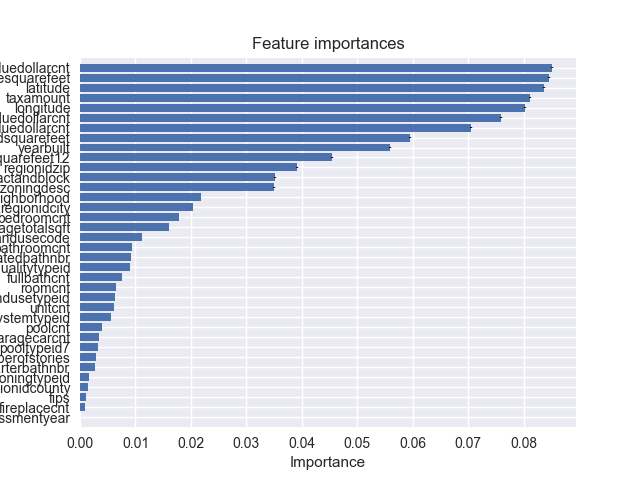 Feature importances
luedollarcnt
esquarefeet
latitude
taxamount
longitude
luedollarcnt
luedollarcnt
dsquarefeet
yearbuilt
quarefeet12
regionidzip
actandblock
zoningdesc
ighborhood
regionidcity
bedroomcnt
agetotalsqft
andusecode
athroomcnt
atedbathnbr
ualitytypeid
fullbathcnt
roomcnt
ndusetypeid
unitcnt
ystemtypeid
poolcnt
aragecarcnt
pooltypeid7
berofstories
rterbathnbr
oningtypeid
ionidcounty
fips
fireplacecnt
ssmentyear
0.00 0.01 0.02 0.03 0.04 0.05 0.06 0.07 0.08
Importance